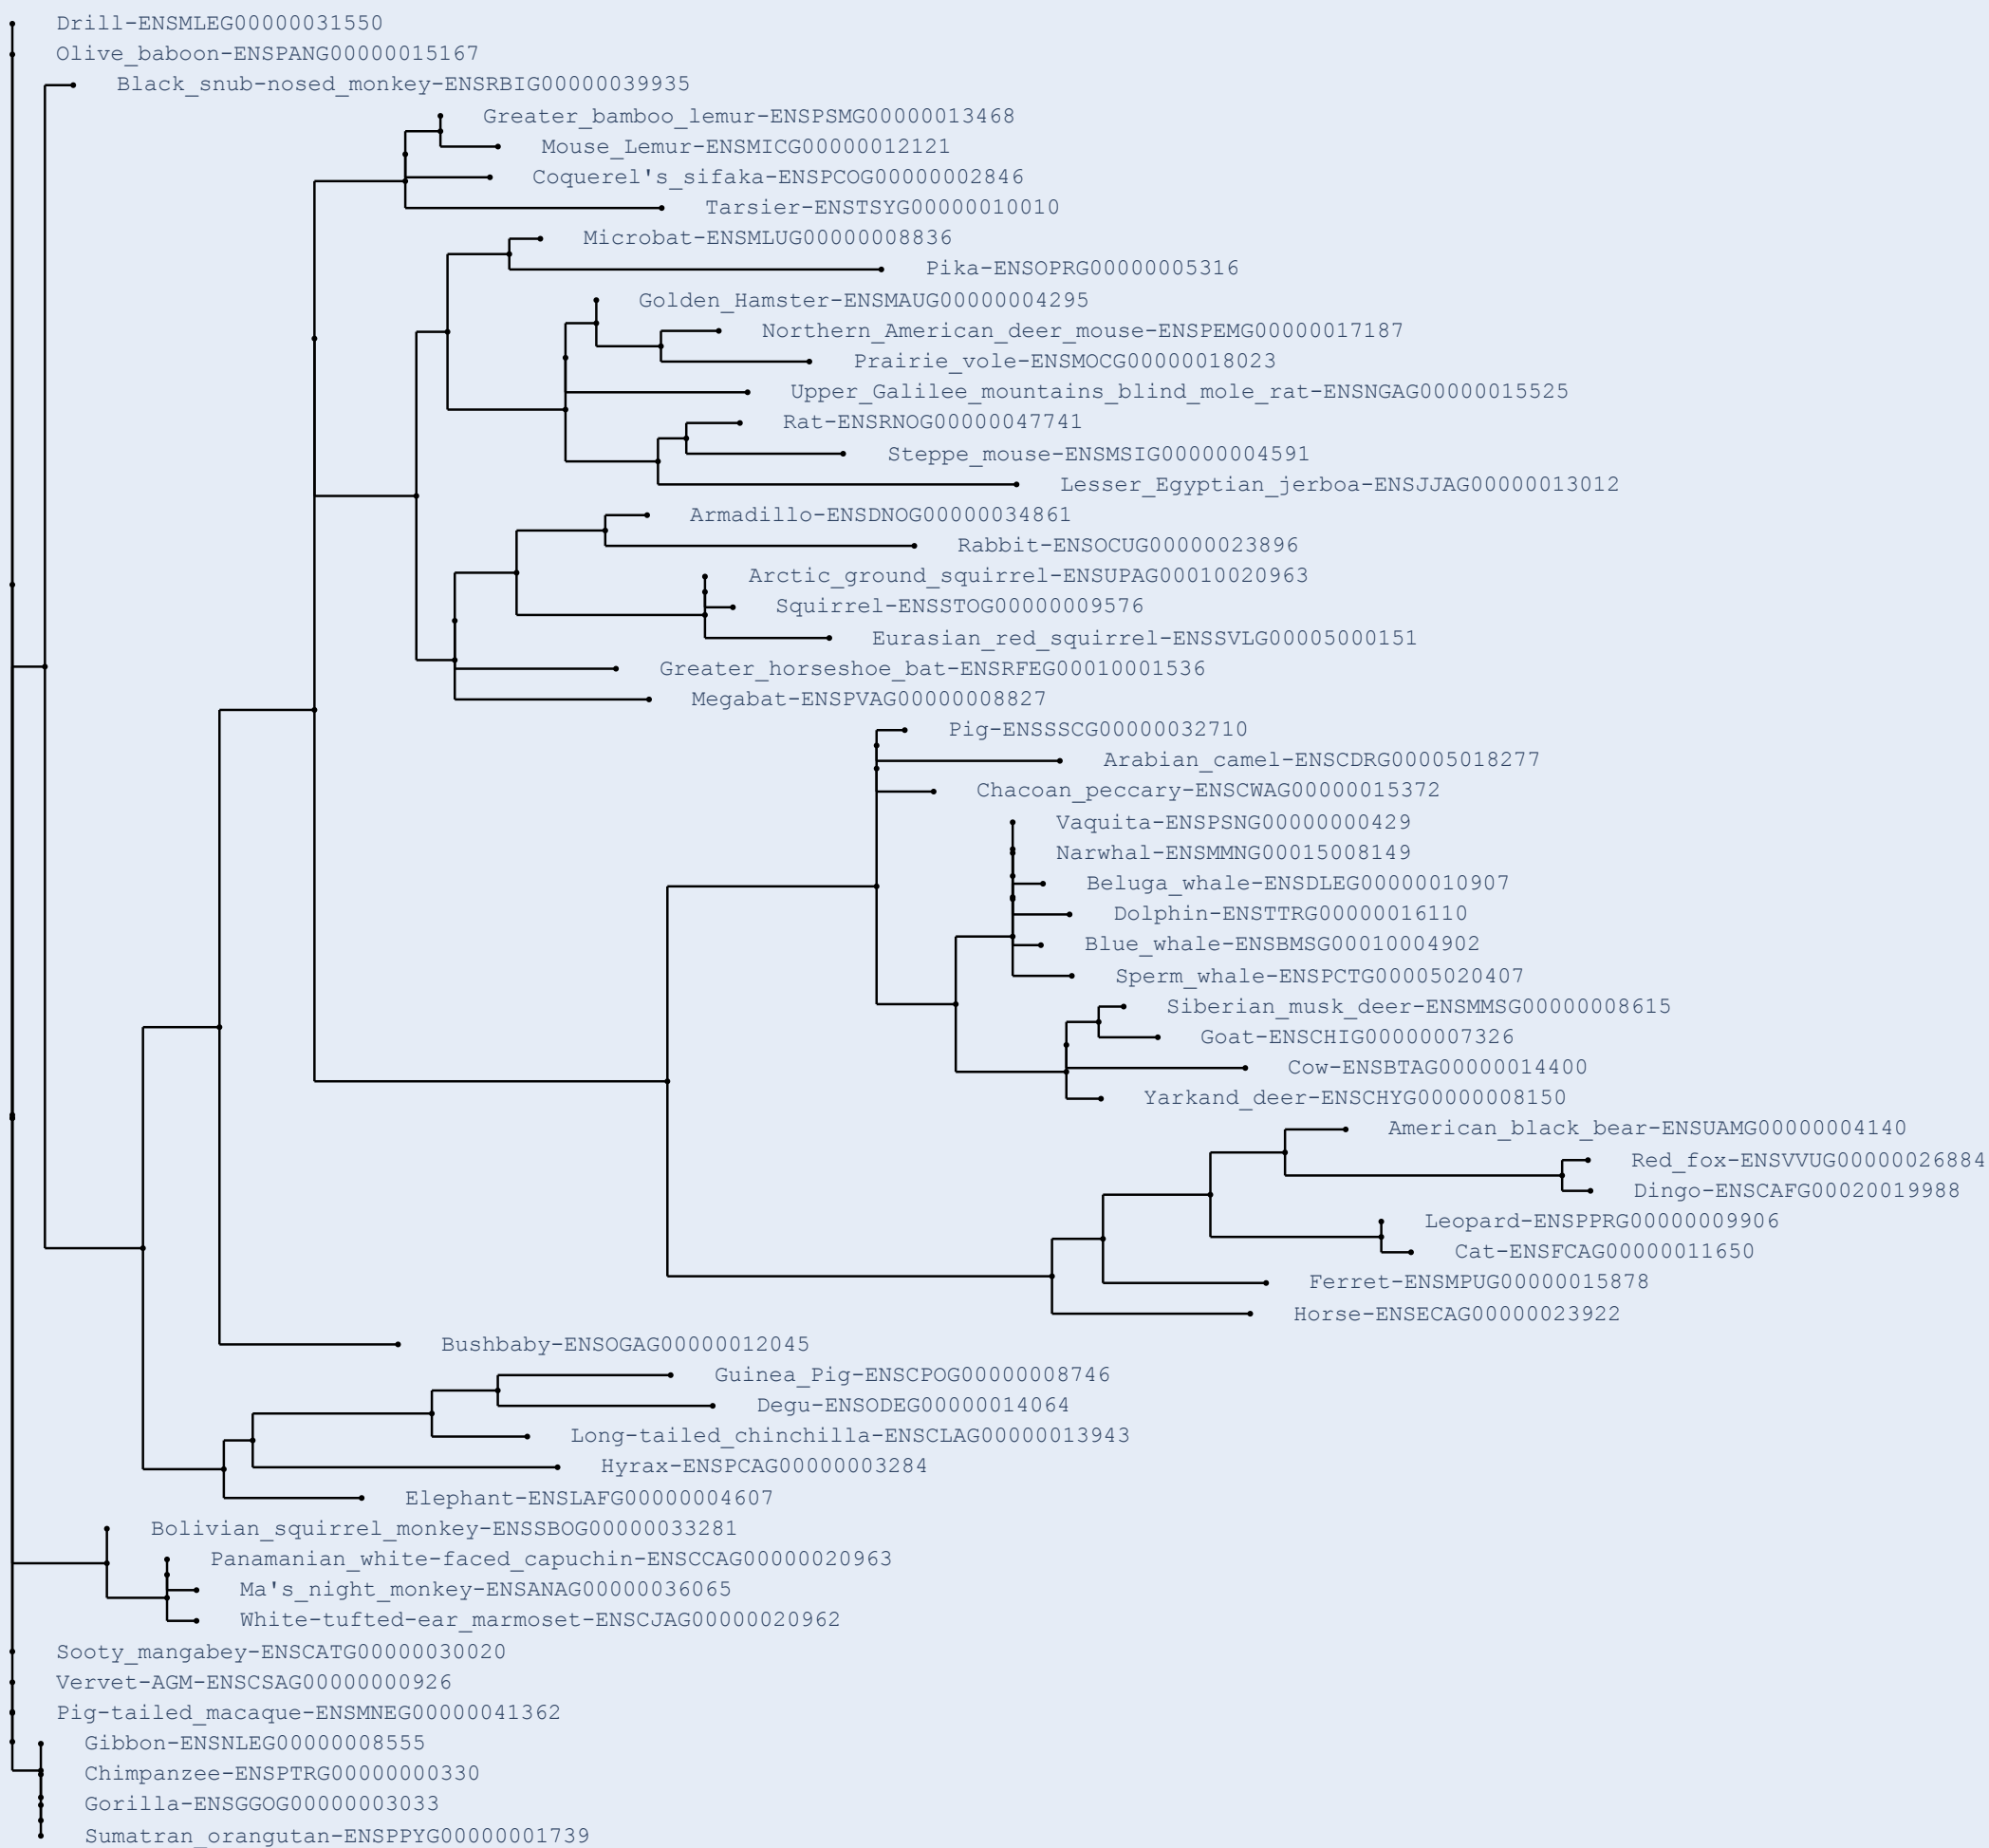 Drill-ENSMLEG00000031550
Olive_baboon-ENSPANG00000015167
Black_snub-nosed_monkey-ENSRBIG00000039935
Greater_bamboo_lemur-ENSPSMG00000013468
Mouse_Lemur-ENSMICG00000012121
Coquerel's_sifaka-ENSPCOG00000002846
Tarsier-ENSTSYG00000010010
Microbat-ENSMLUG00000008836
Pika-ENSOPRG00000005316
Golden_Hamster-ENSMAUG00000004295
Northern_American_deer_mouse-ENSPEMG00000017187
Prairie_vole-ENSMOCG00000018023
Upper_Galilee_mountains_blind_mole_rat-ENSNGAG00000015525
Rat-ENSRNOG00000047741
Steppe_mouse-ENSMSIG00000004591
Lesser_Egyptian_jerboa-ENSJJAG00000013012
Armadillo-ENSDNOG00000034861
Rabbit-ENSOCUG00000023896
Arctic_ground_squirrel-ENSUPAG00010020963
Squirrel-ENSSTOG00000009576
Eurasian_red_squirrel-ENSSVLG00005000151
Greater_horseshoe_bat-ENSRFEG00010001536
Megabat-ENSPVAG00000008827
Pig-ENSSSCG00000032710
Arabian_camel-ENSCDRG00005018277
Chacoan_peccary-ENSCWAG00000015372
Vaquita-ENSPSNG00000000429
Narwhal-ENSMMNG00015008149
Beluga_whale-ENSDLEG00000010907
Dolphin-ENSTTRG00000016110
Blue_whale-ENSBMSG00010004902
Sperm_whale-ENSPCTG00005020407
Siberian_musk_deer-ENSMMSG00000008615
Goat-ENSCHIG00000007326
Cow-ENSBTAG00000014400
Yarkand_deer-ENSCHYG00000008150
American_black_bear-ENSUAMG00000004140
Red_fox-ENSVVUG00000026884
Dingo-ENSCAFG00020019988
Leopard-ENSPPRG00000009906
Cat-ENSFCAG00000011650
Ferret-ENSMPUG00000015878
Horse-ENSECAG00000023922
Bushbaby-ENSOGAG00000012045
Guinea_Pig-ENSCPOG00000008746
Degu-ENSODEG00000014064
Long-tailed_chinchilla-ENSCLAG00000013943
Hyrax-ENSPCAG00000003284
Elephant-ENSLAFG00000004607
Bolivian_squirrel_monkey-ENSSBOG00000033281
Panamanian_white-faced_capuchin-ENSCCAG00000020963
Ma's_night_monkey-ENSANAG00000036065
White-tufted-ear_marmoset-ENSCJAG00000020962
Sooty_mangabey-ENSCATG00000030020
Vervet-AGM-ENSCSAG00000000926
Pig-tailed_macaque-ENSMNEG00000041362
Gibbon-ENSNLEG00000008555
Chimpanzee-ENSPTRG00000000330
Gorilla-ENSGGOG00000003033
Sumatran_orangutan-ENSPPYG00000001739